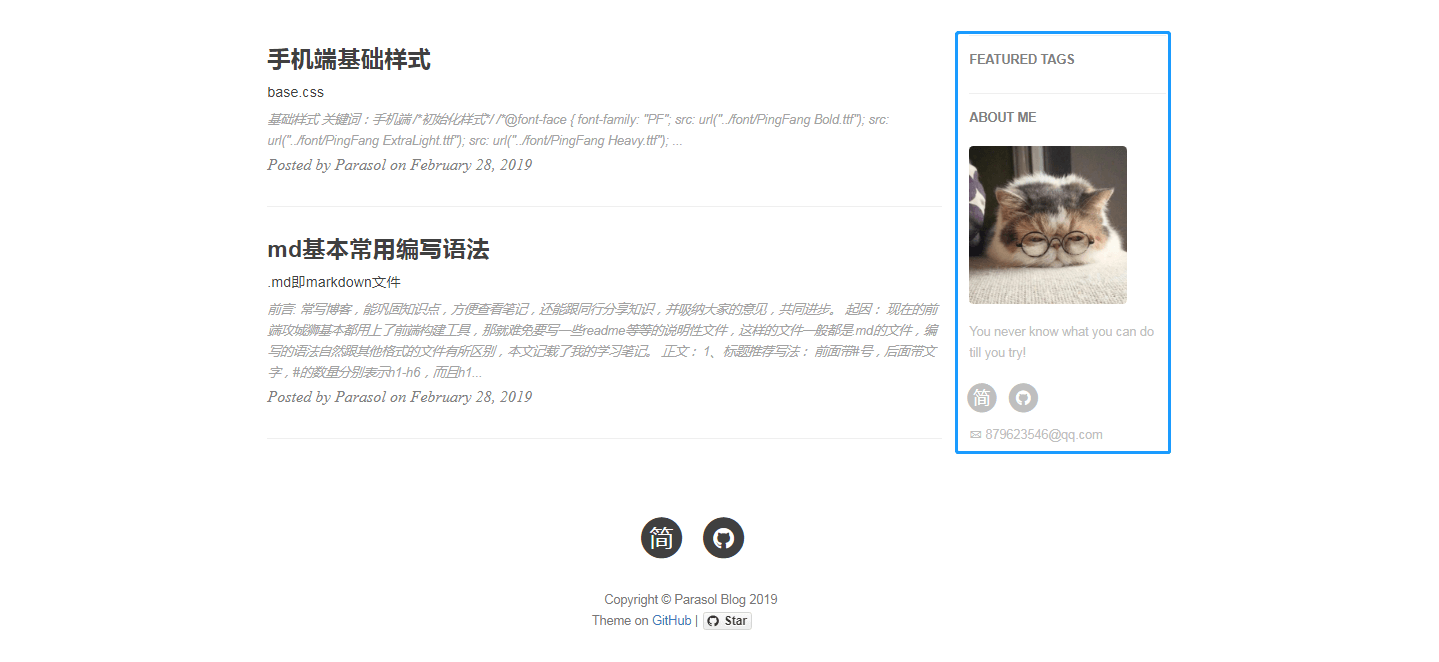 手机端基础样式
base.css
基础样式 关键词：手机端 /*初始化样式*/ /*@font-face { font-family: "PF"; src: url("../font/PingFang Bold.ttf"); src:
url("../font/PingFang ExtraLight.ttf"); src: url("../font/PingFang Heavy.ttf"); ...
Posted by Parasol on February 28, 2019
md基本常用编写语法
.md即markdown文件
前言: 常写博客，能巩固知识点，方便查看笔记，还能跟同行分享知识，并吸纳大家的意见，共同进步。 起因： 现在的前
端攻城狮基本都用上了前端构建工具，那就难免要写一些readme等等的说明性文件，这样的文件一般都是.md的文件，编
写的语法自然跟其他格式的文件有所区别，本文记载了我的学习笔记。 正文： 1、标题推荐写法： 前面带#号，后面带文
字，#的数量分别表示h1-h6，而且h1...
Posted by Parasol on February 28, 2019
FEATURED TAGS
ABOUT ME
You never know what you can do
till you try!
简
879623546@qq.com
简
Copyright © Parasol Blog 2019
Theme on GitHub | Star